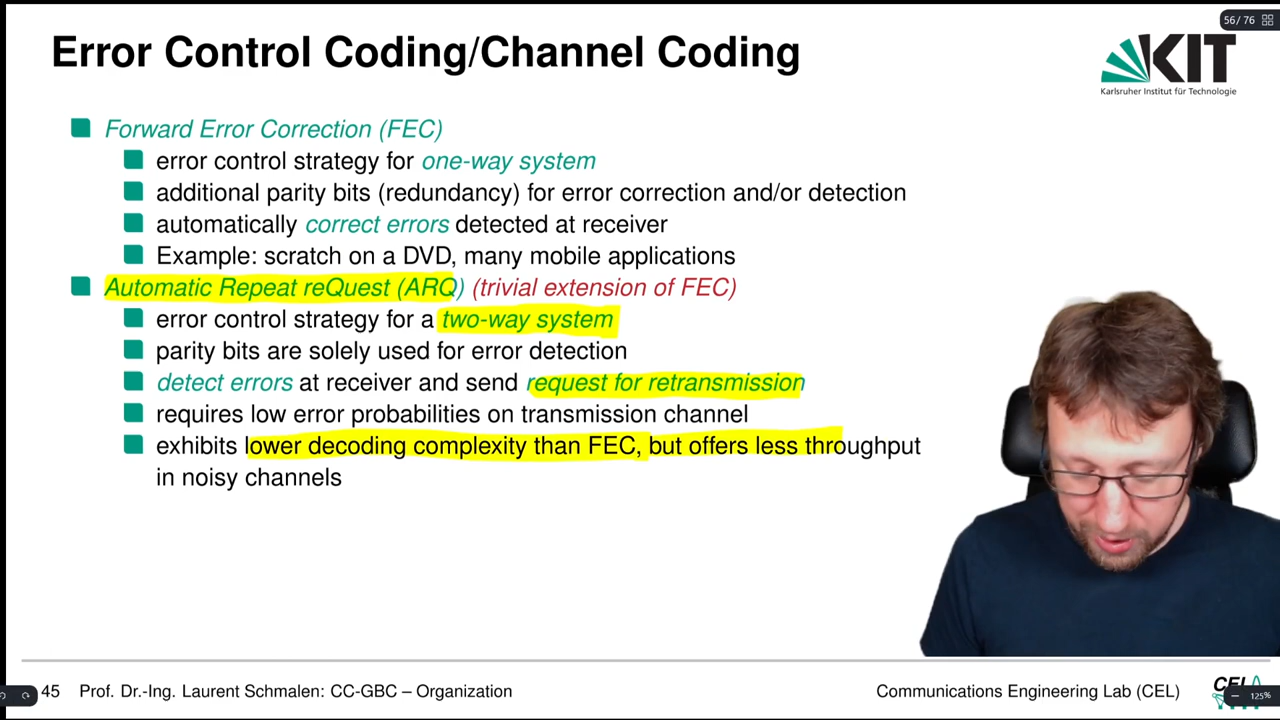 56/ 76
Error Control Coding/Channel Coding
KIT
Karlsruher Institut für Technologie
Forward Error Correction (FEC)
error control strategy for one-way system
additional parity bits (redundancy) for error correction and/or detection
automatically correct errors detected at receiver
Example: scratch on a DVD, many mobile applications
Automatic Repeat reQuest (ARQ) (trivial extension of FEC)
error control strategy for a two-way system
parity bits are solely used for error detection
detect errors at receiver and send request for retransmission
requires low error probabilities on transmission channel
exhibits lower decoding complexity than FEC, but offers less throughput
in noisy channels
45 Prof. Dr.-Ing. Laurent Schmalen: CC-GBC – Organization
Communications Engineering Lab (CEL)
CEL
125%